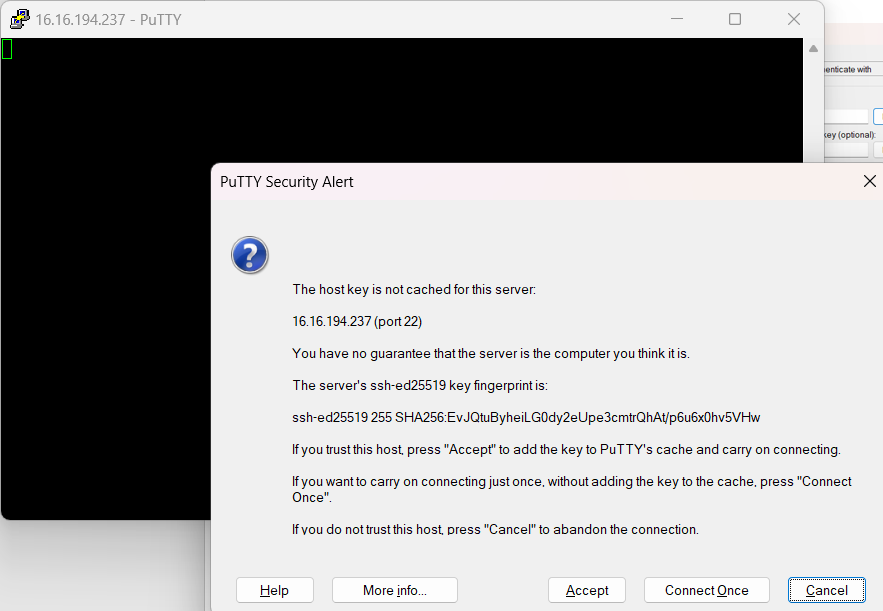 16.16.194.237 - PuTTY
enticate with
key (optional):
PuTTY Security Alert
The host key is not cached for this server:
16.16.194.237 (port 22)
You have no guarantee that the server is the computer you think it is.
The server's ssh-ed25519 key fingerprint is:
ssh-ed25519 255 SHA256:EvJQtuByheiLG0dy2eUpe3cmtrQhAt/p6u6x0hv5VHw
If you trust this host, press "Accept" to add the key to PuTTY's cache and carry on connecting.
If you want to carry on connecting just once, without adding the key to the cache, press "Connect
Once".
If you do not trust this host, press "Cancel" to abandon the connection.
Help More info... Accept Connect Once Cancel